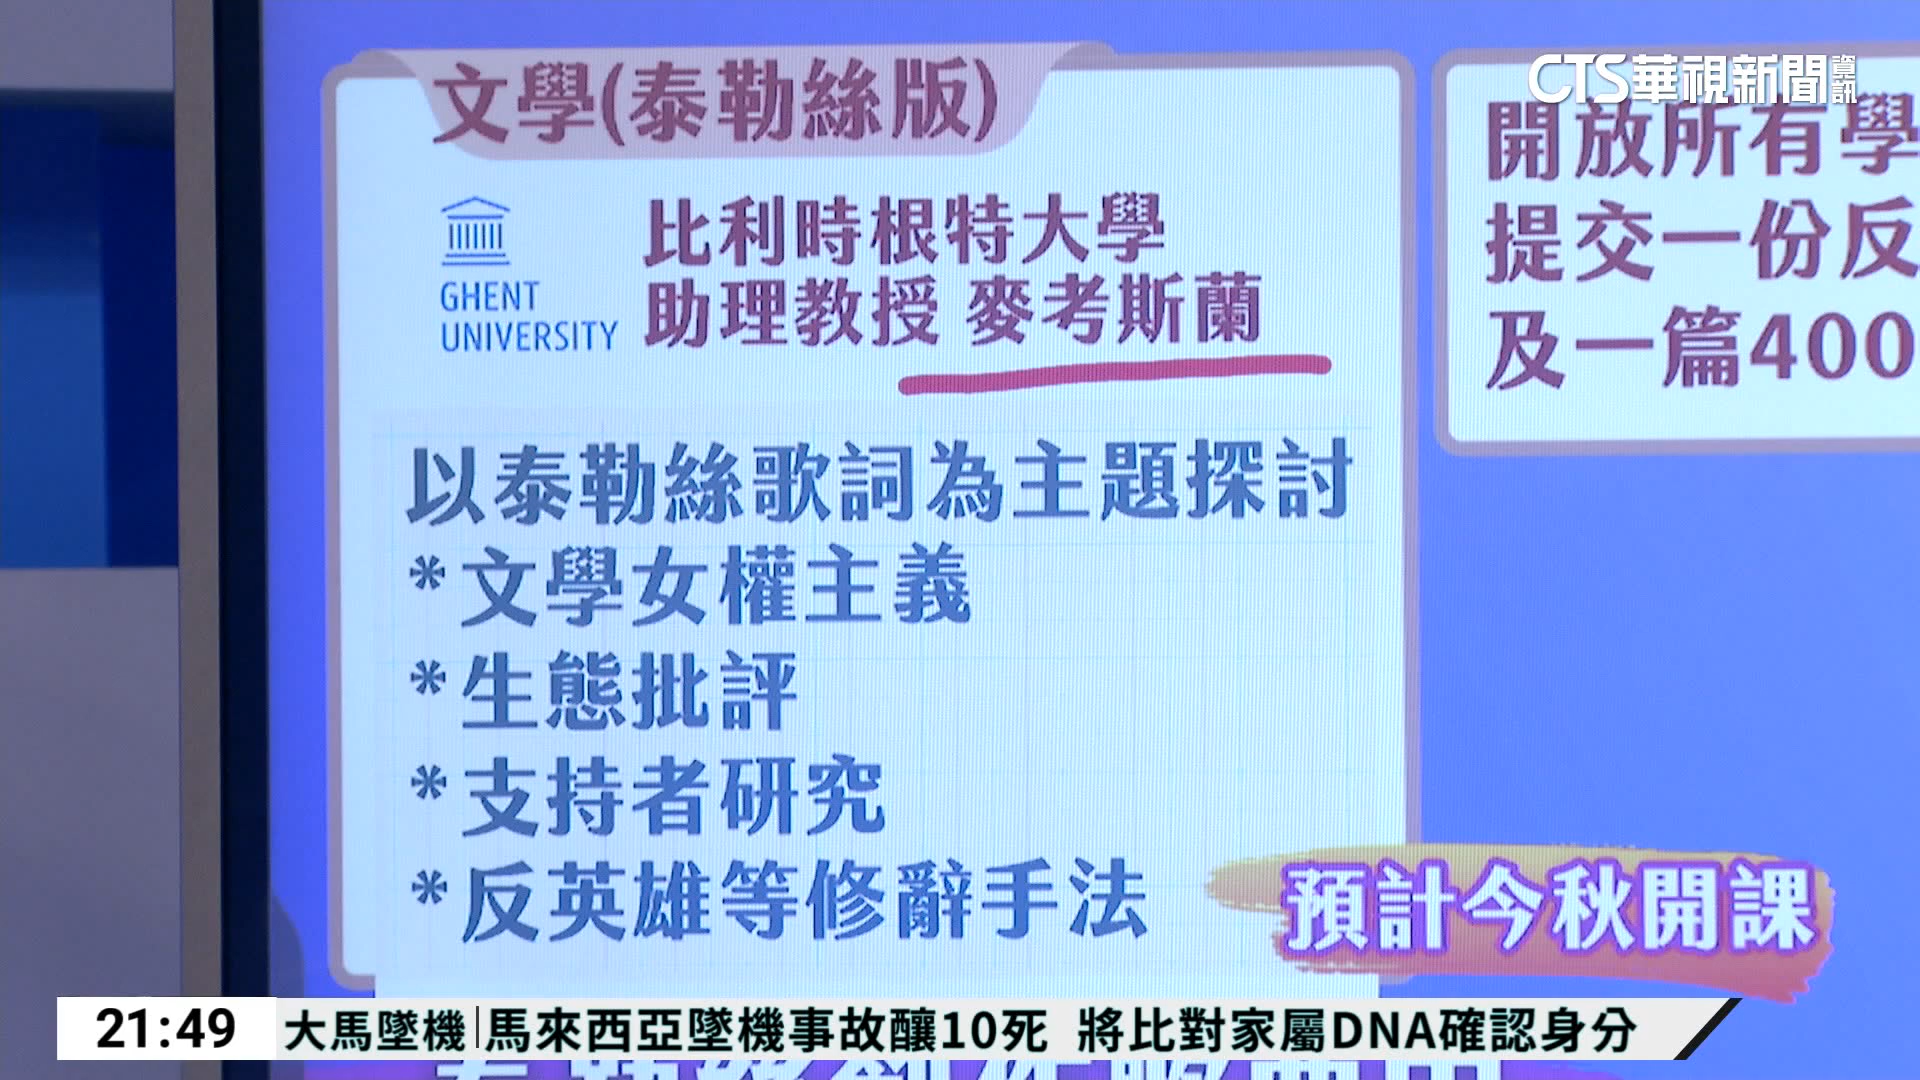 CTS華視新聞資訊
文學(泰勒絲版)
GHENT
UNIVERSITY
比利時根特大學
助理教授 麥考斯蘭
以泰勒絲歌詞為主題探討
*文學女權主義
*生態批評
*支持者研究
*反英雄等修辭手法
開放所有學
提交一份反
及一篇400
預計今秋開課
21:49 大馬墜機 馬來西亞墜機事故釀10死 將比對家屬DNA確認身分